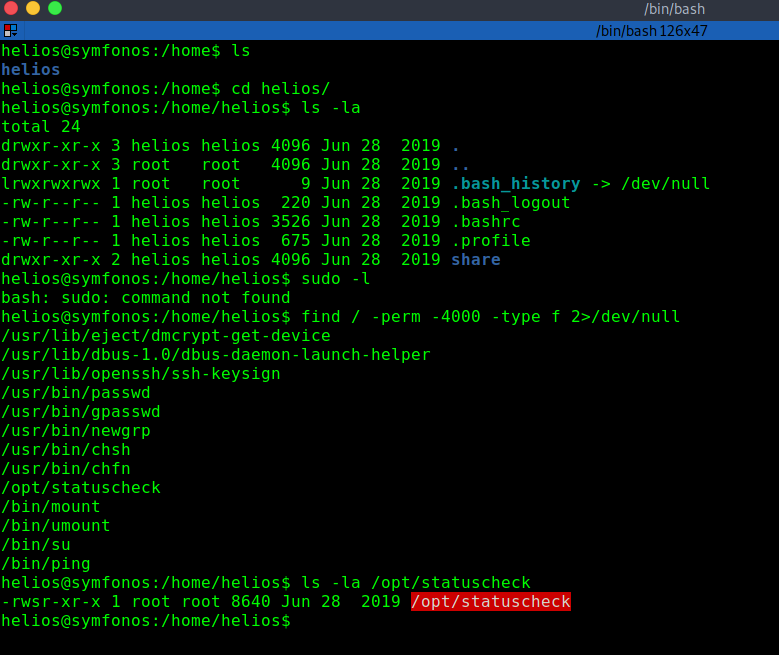 /bin/bash
/bin/bash 126x47
helios@symfonos:/home$ ls
helios
helios@symfonos:/home$ cd helios/
helios@symfonos:/home/helios$ ls -la
total 24
drwxr-xr-x 3 helios helios 4096 Jun 28  2019 .
drwxr-xr-x 3 root   root   4096 Jun 28  2019 ..
lrwxrwxrwx 1 root   root      9 Jun 28  2019 .bash_history -> /dev/null
-rw-r--r-- 1 helios helios  220 Jun 28  2019 .bash_logout
-rw-r--r-- 1 helios helios 3526 Jun 28  2019 .bashrc
-rw-r--r-- 1 helios helios  675 Jun 28  2019 .profile
drwxr-xr-x 2 helios helios 4096 Jun 28  2019 share
helios@symfonos:/home/helios$ sudo -l
bash: sudo: command not found
helios@symfonos:/home/helios$ find / -perm -4000 -type f 2>/dev/null
/usr/lib/eject/dmcrypt-get-device
/usr/lib/dbus-1.0/dbus-daemon-launch-helper
/usr/lib/openssh/ssh-keysign
/usr/bin/passwd
/usr/bin/gpasswd
/usr/bin/newgrp
/usr/bin/chsh
/usr/bin/chfn
/opt/statuscheck
/bin/mount
/bin/umount
/bin/su
/bin/ping
helios@symfonos:/home/helios$ ls -la /opt/statuscheck
-rwsr-xr-x 1 root root 8640 Jun 28  2019 /opt/statuscheck
helios@symfonos:/home/helios$